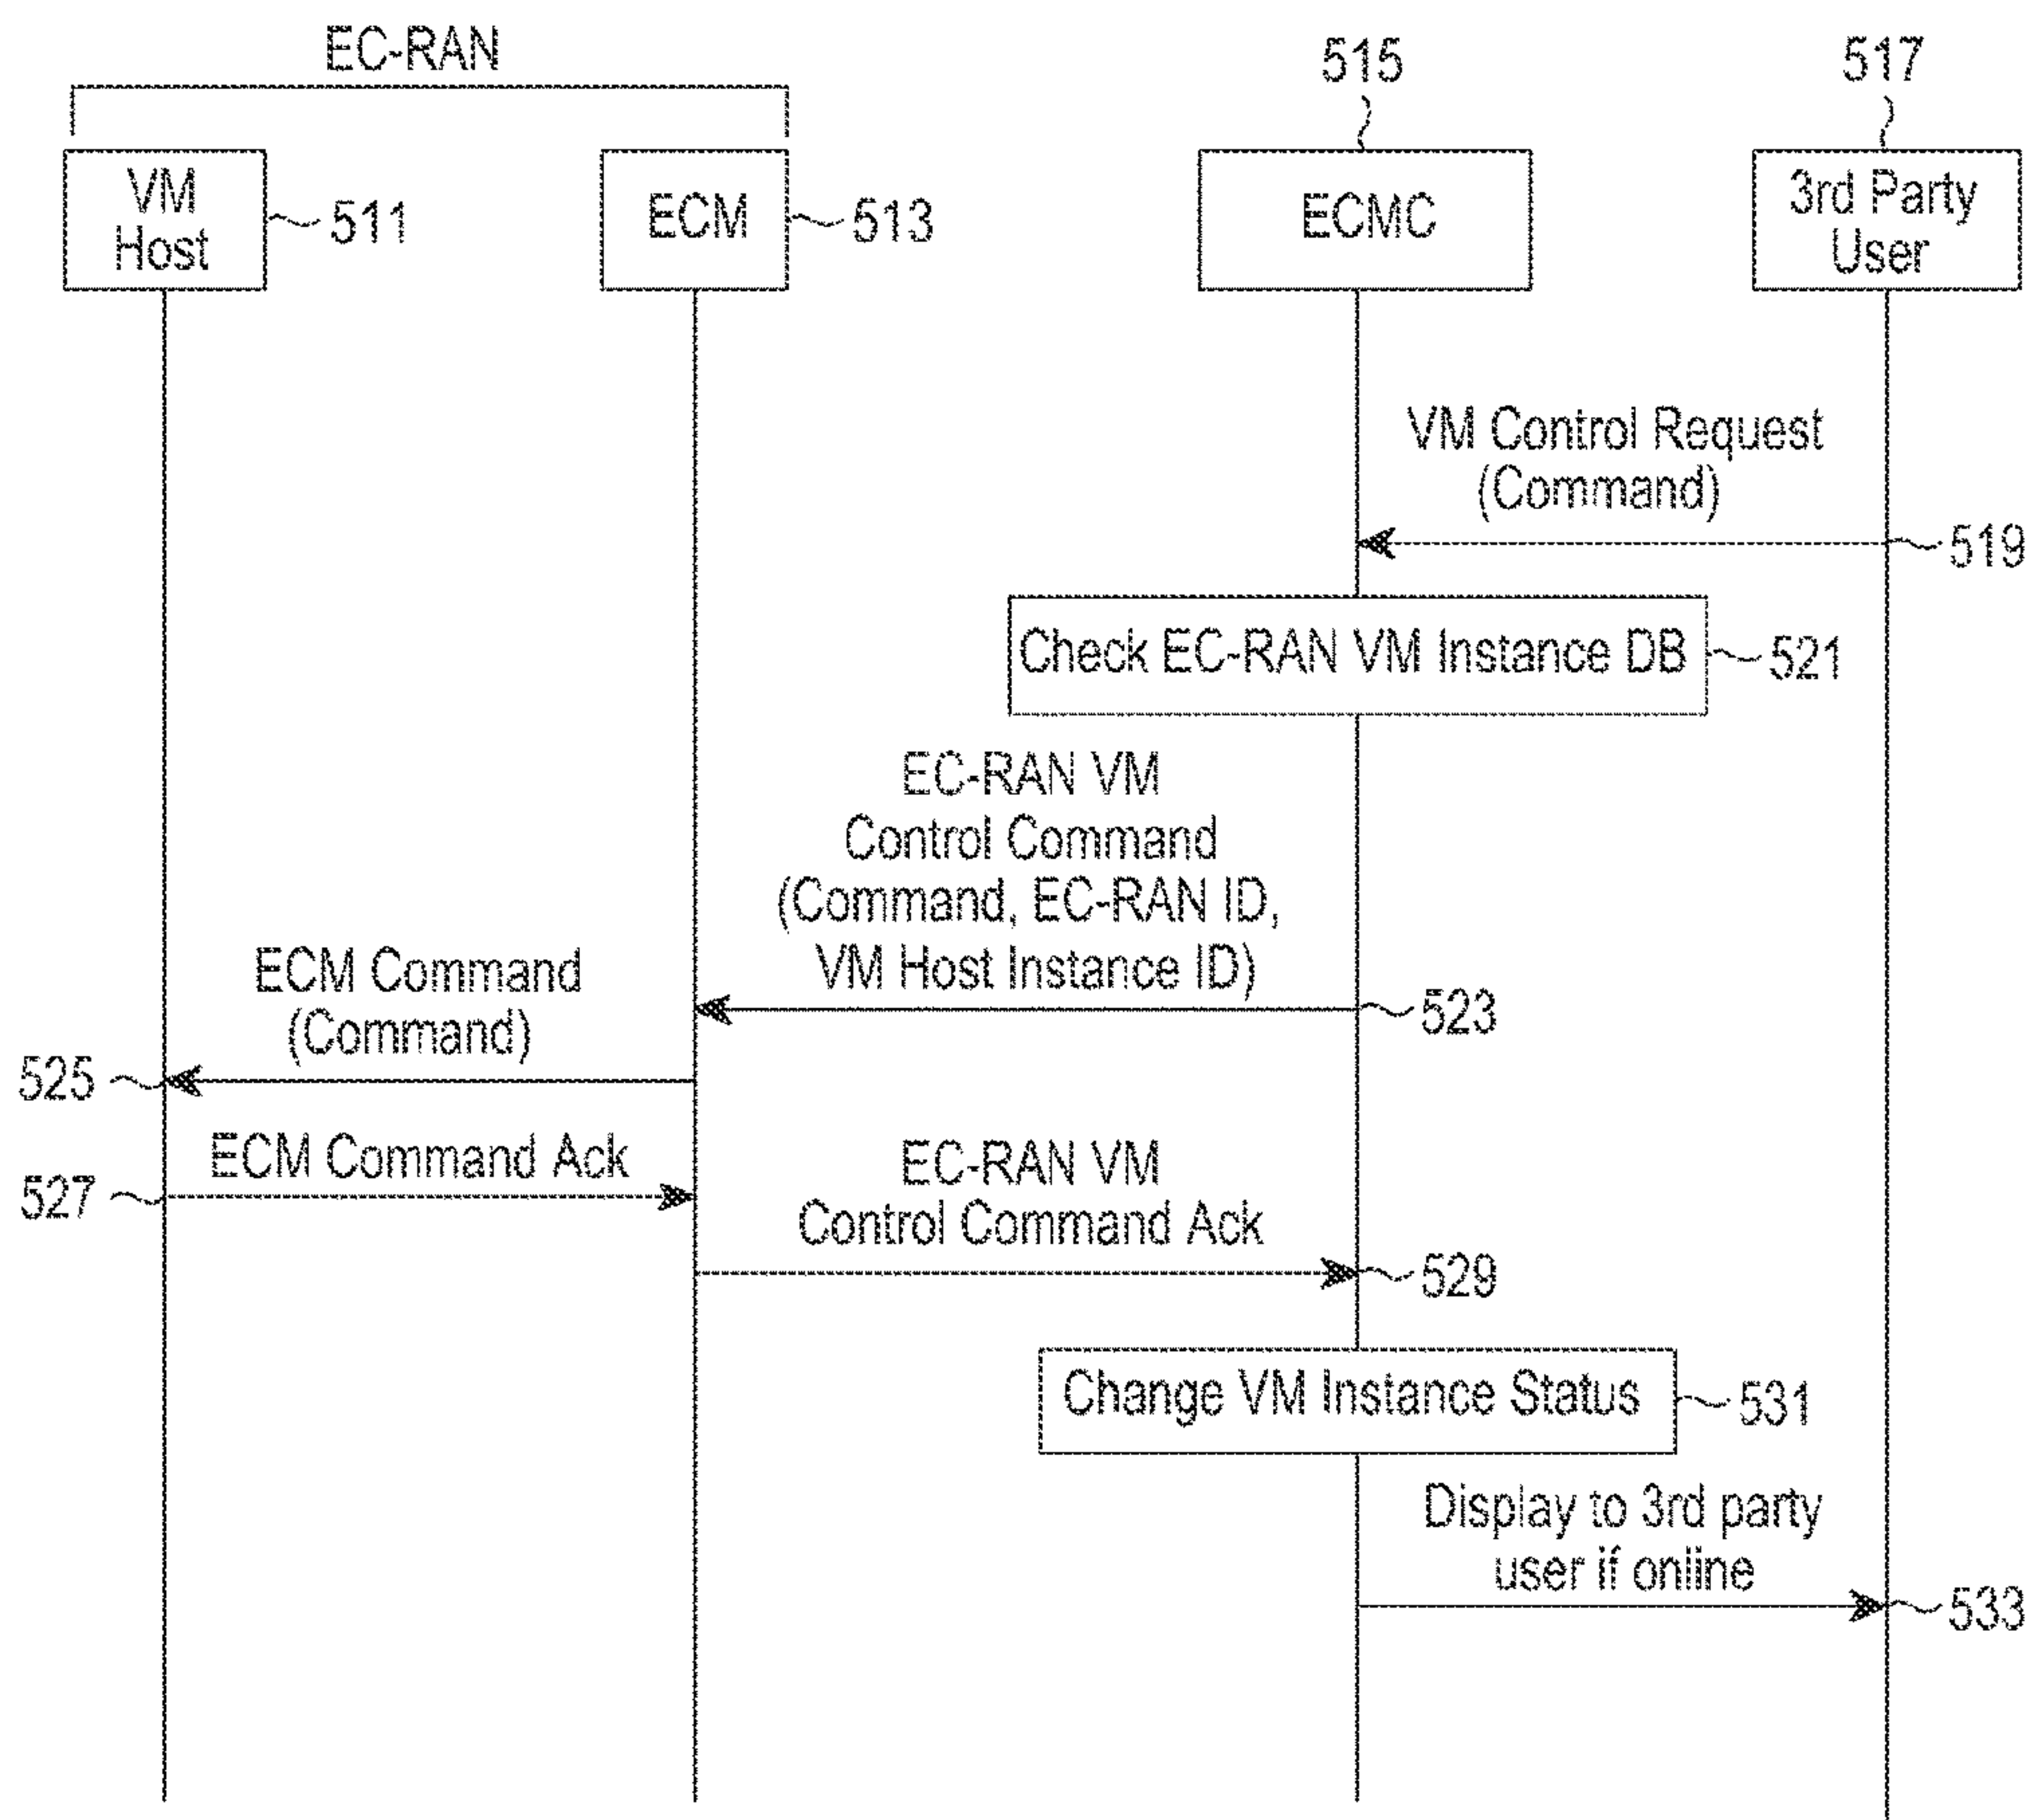 EC-RAN
515
517
VM
Host
511
ECM
513
ECMC
3rd Party
User
VM Control Request
(Command)
519
Check EC-RAN VM Instance DB
521
EC-RAN VM
Control Command
(Command, EC-RAN ID,
VM Host Instance ID)
523
ECM Command
(Command)
525
ECM Command Ack
527
EC-RAN VM
Control Command Ack
529
Change VM Instance Status
531
Display to 3rd party
user if online
533